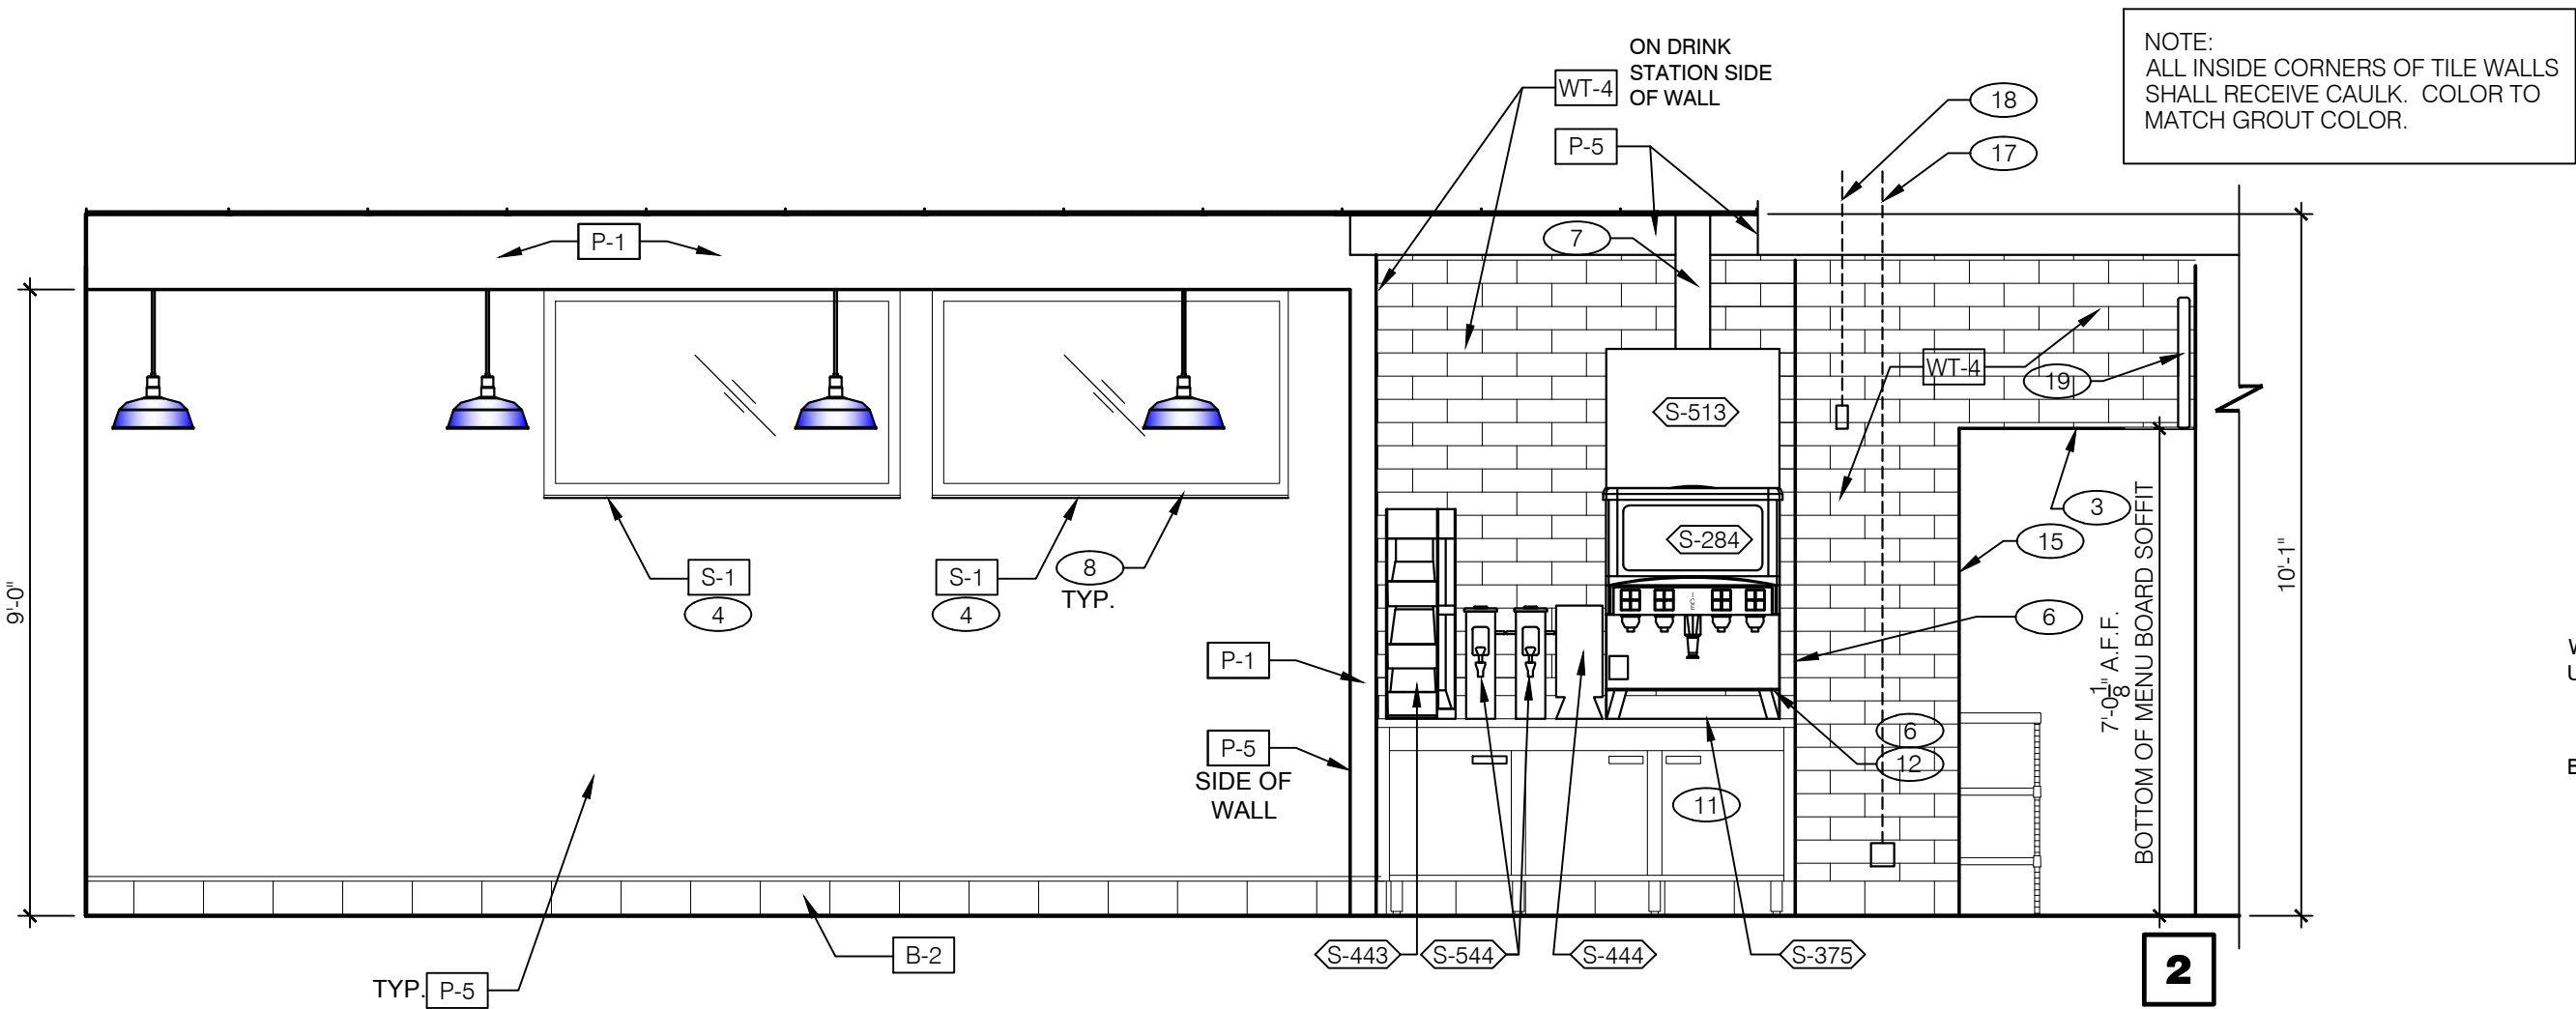 NOTE:
ALL INSIDE CORNERS OF TILE WALLS
SHALL RECEIVE CAULK. COLOR TO
MATCH GROUT COLOR.
ON DRINK
STATION SIDE
OF WALL
WT-4
P-5
18
17
P-1
7
WT-4
19
S-513
S-284
3
15
6
S-1
4
S-1
4
8
TYP.
9'-0"
10'-1"
7'-0 1/8" A.F.F.
BOTTOM OF MENU BOARD SOFFIT
P-1
P-5
SIDE OF
WALL
6
12
11
B-2
TYP. P-5
S-443
S-544
S-444
S-375
2